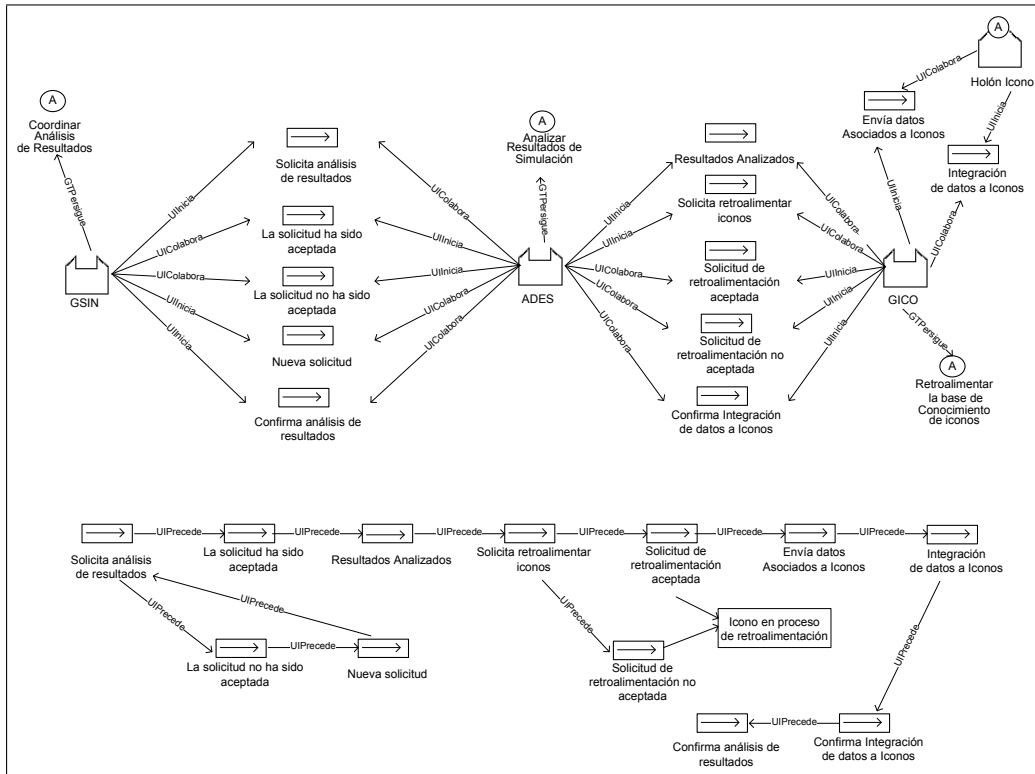 A
Holón Icono
UIColabora
UIInicia
A
Coordinar
Análisis
de Resultados
GTPersigue
GSIN
UIInicia
UIColabora
UIColabora
UIInicia
UIInicia
Solicita análisis
de resultados
La solicitud ha sido
aceptada
La solicitud no ha sido
aceptada
Nueva solicitud
Confirma análisis de
resultados
UIColabora
UIInicia
UIInicia
UIColabora
UIColabora
A
Analizar
Resultados de
Simulación
GTPersigue
ADES
UIInicia
UIInicia
UIColabora
UIColabora
UIColabora
Resultados Analizados
Solicita retroalimentar
iconos
Solicitud de
retroalimentación
aceptada
Solicitud de
retroalimentación no
aceptada
Confirma Integración
de datos a Iconos
UIColabora
UIColabora
UIInicia
UIInicia
UIInicia
Envía datos
Asociados a Iconos
Integración
de datos a Iconos
UIInicia
UIColabora
GICO
GTPersigue
A
Retroalimentar
la base de
Conocimiento
de iconos
UIPrecede
UIPrecede
UIPrecede
UIPrecede
UIPrecede
UIPrecede
Solicita análisis
de resultados
La solicitud ha sido
aceptada
Resultados Analizados
Solicita retroalimentar
iconos
Solicitud de
retroalimentación
aceptada
Envía datos
Asociados a Iconos
Integración
de datos a Iconos
UIPrecede
UIPrecede
UIPrecede
UIPrecede
La solicitud no ha sido
aceptada
Nueva solicitud
Icono en proceso
de retroalimentación
Solicitud de
retroalimentación no
aceptada
UIPrecede
UIPrecede
Confirma análisis de
resultados
Confirma Integración
de datos a Iconos